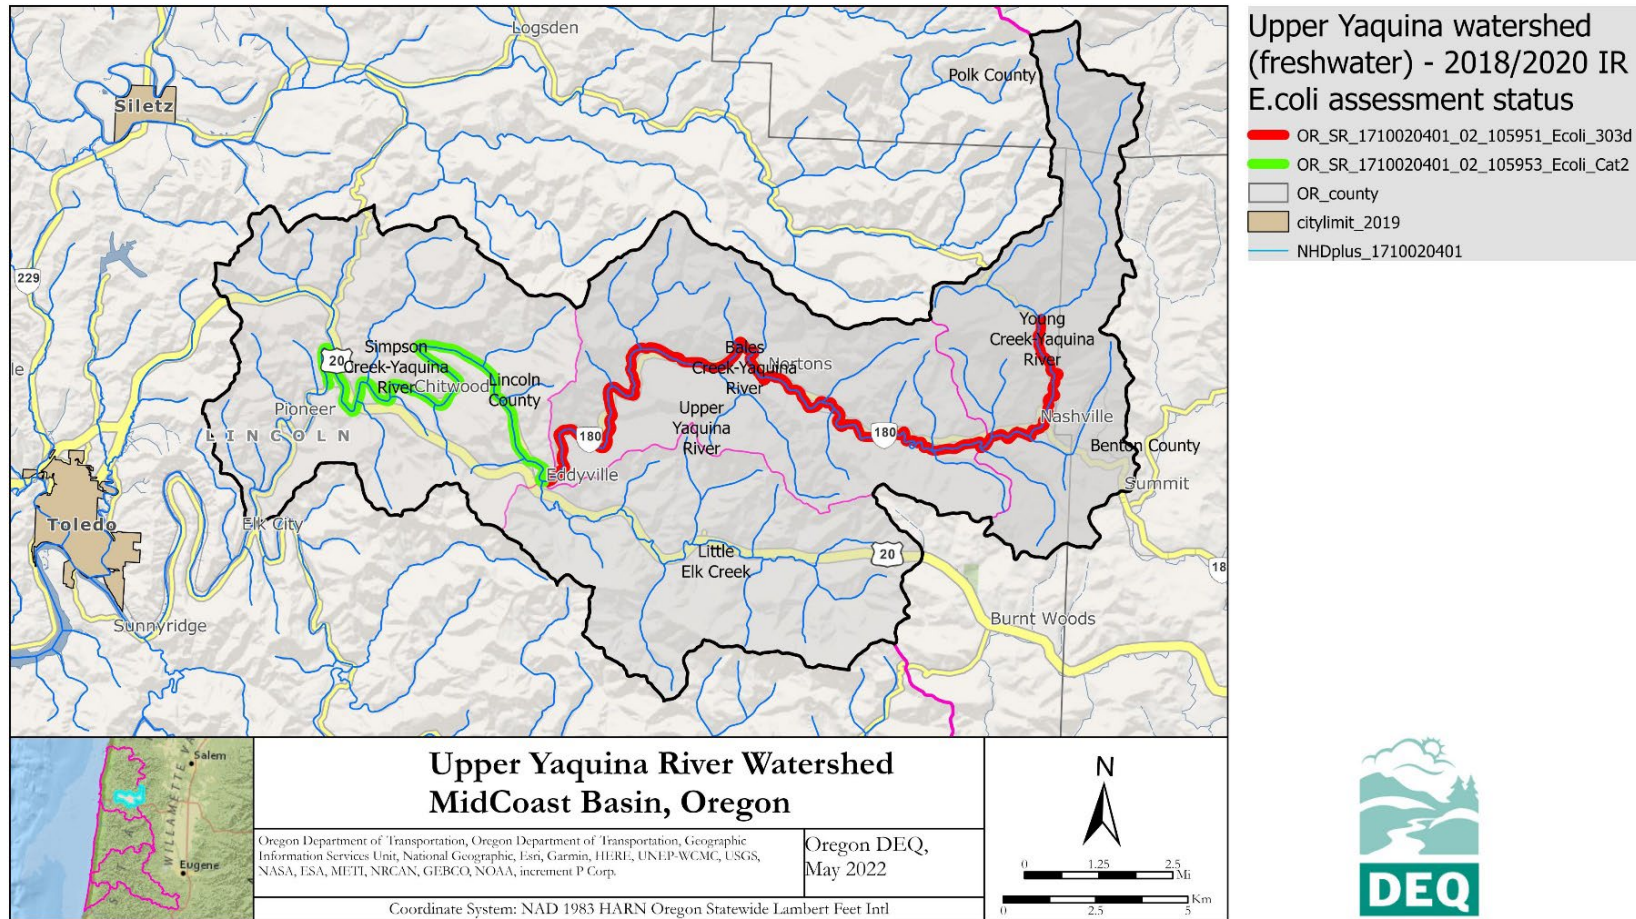 Logsden
Polk County
Siletz
229
Young
Creek-Yaquina
River
20
Simpson
Creek-Yaquina
River
Chitwood
Lincoln
County
Bales
Creek-Yaquina
River
Nortons
Pioneer
Upper
Yaquina
River
Nashville
LINCOLN
180
180
Benton County
Eddyville
Summit
Toledo
Elk City
Little
Elk Creek
20
18
Sunnyridge
Burnt Woods
Upper Yaquina watershed
(freshwater) - 2018/2020 IR
E.coli assessment status
OR_SR_1710020401_02_105951_Ecoli_303d
OR_SR_1710020401_02_105953_Ecoli_Cat2
OR_county
citylimit_2019
NHDplus_1710020401
Salem
WILLAMETTE VA
Eugene
Upper Yaquina River Watershed
MidCoast Basin, Oregon
Oregon Department of Transportation, Oregon Department of Transportation, Geographic
Information Services Unit, National Geographic, Esri, Garmin, HERE, UNEP-WCMC, USGS,
NASA, ESA, METI, NRCAN, GEBCO, NOAA, increment P Corp.
Oregon DEQ,
May 2022
Coordinate System: NAD 1983 HARN Oregon Statewide Lambert Feet Intl
N
0 1.25 2.5
Mi
Km
0 2.5 5
DEQ